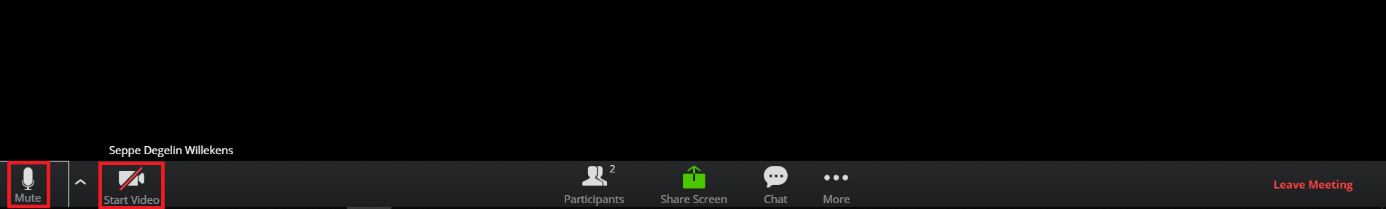 Seppe Degelin Willekens
2
Mute
Start Video
Participants
Share Screen
Chat
More
Leave Meeting